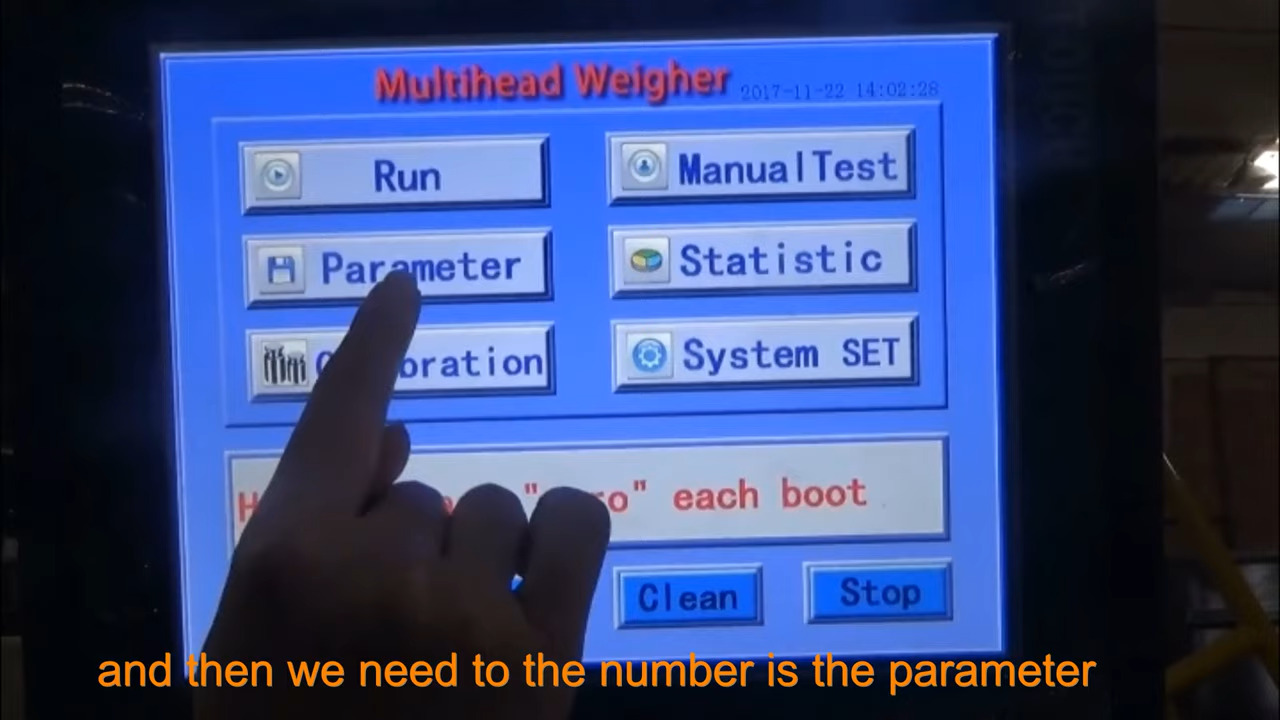 Multihead Weigher
2017-11-22 14:02:28
Run
ManualTest
Parameter
Statistic
System SET
each boot
Clean
Stop
and then we need to the number is the parameter